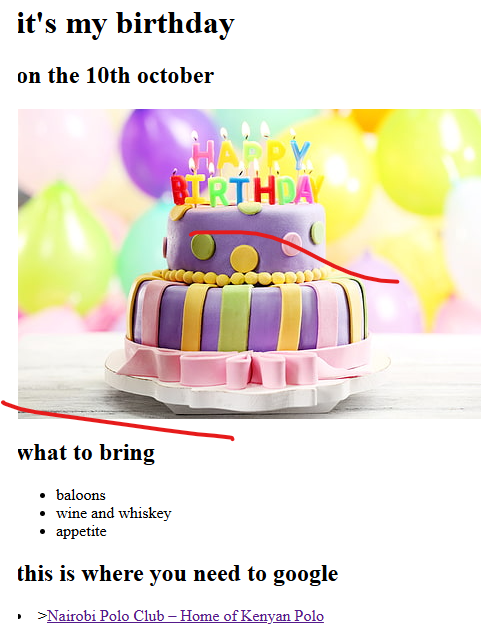 it's my birthday
on the 10th october
HAPPY
BIRTHDAY
what to bring
baloons
wine and whiskey
appetite
this is where you need to google
>Nairobi Polo Club – Home of Kenyan Polo